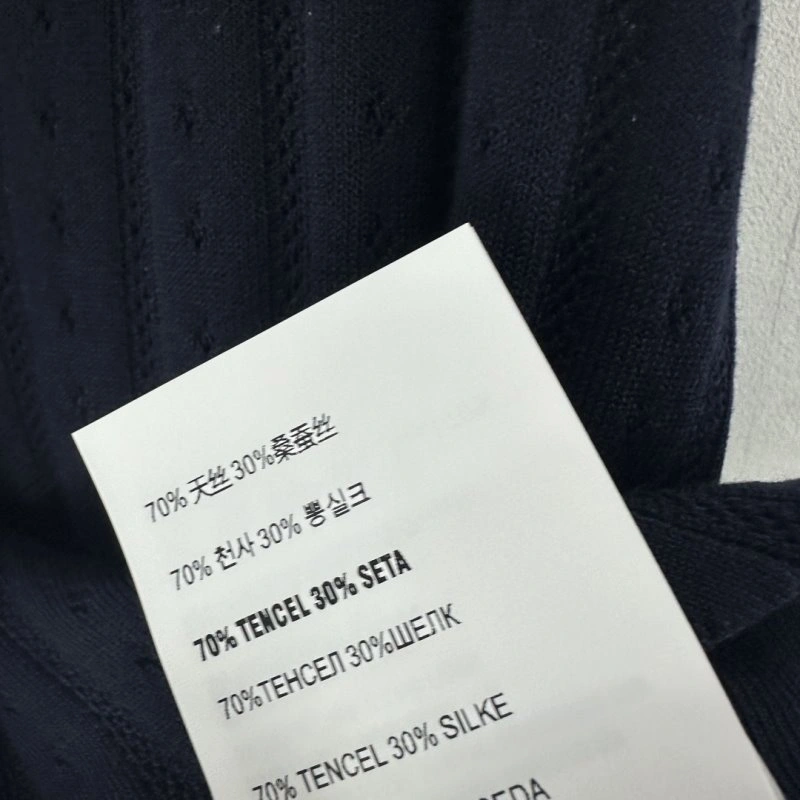 70% 天丝 30%桑蚕丝
70% 천사 30% 뽕실크
70% TENCEL 30% SETA
70%ТЕНСЕЛ 30%ШЕЛК
70% TENCEL 30% SILKE
SEDA